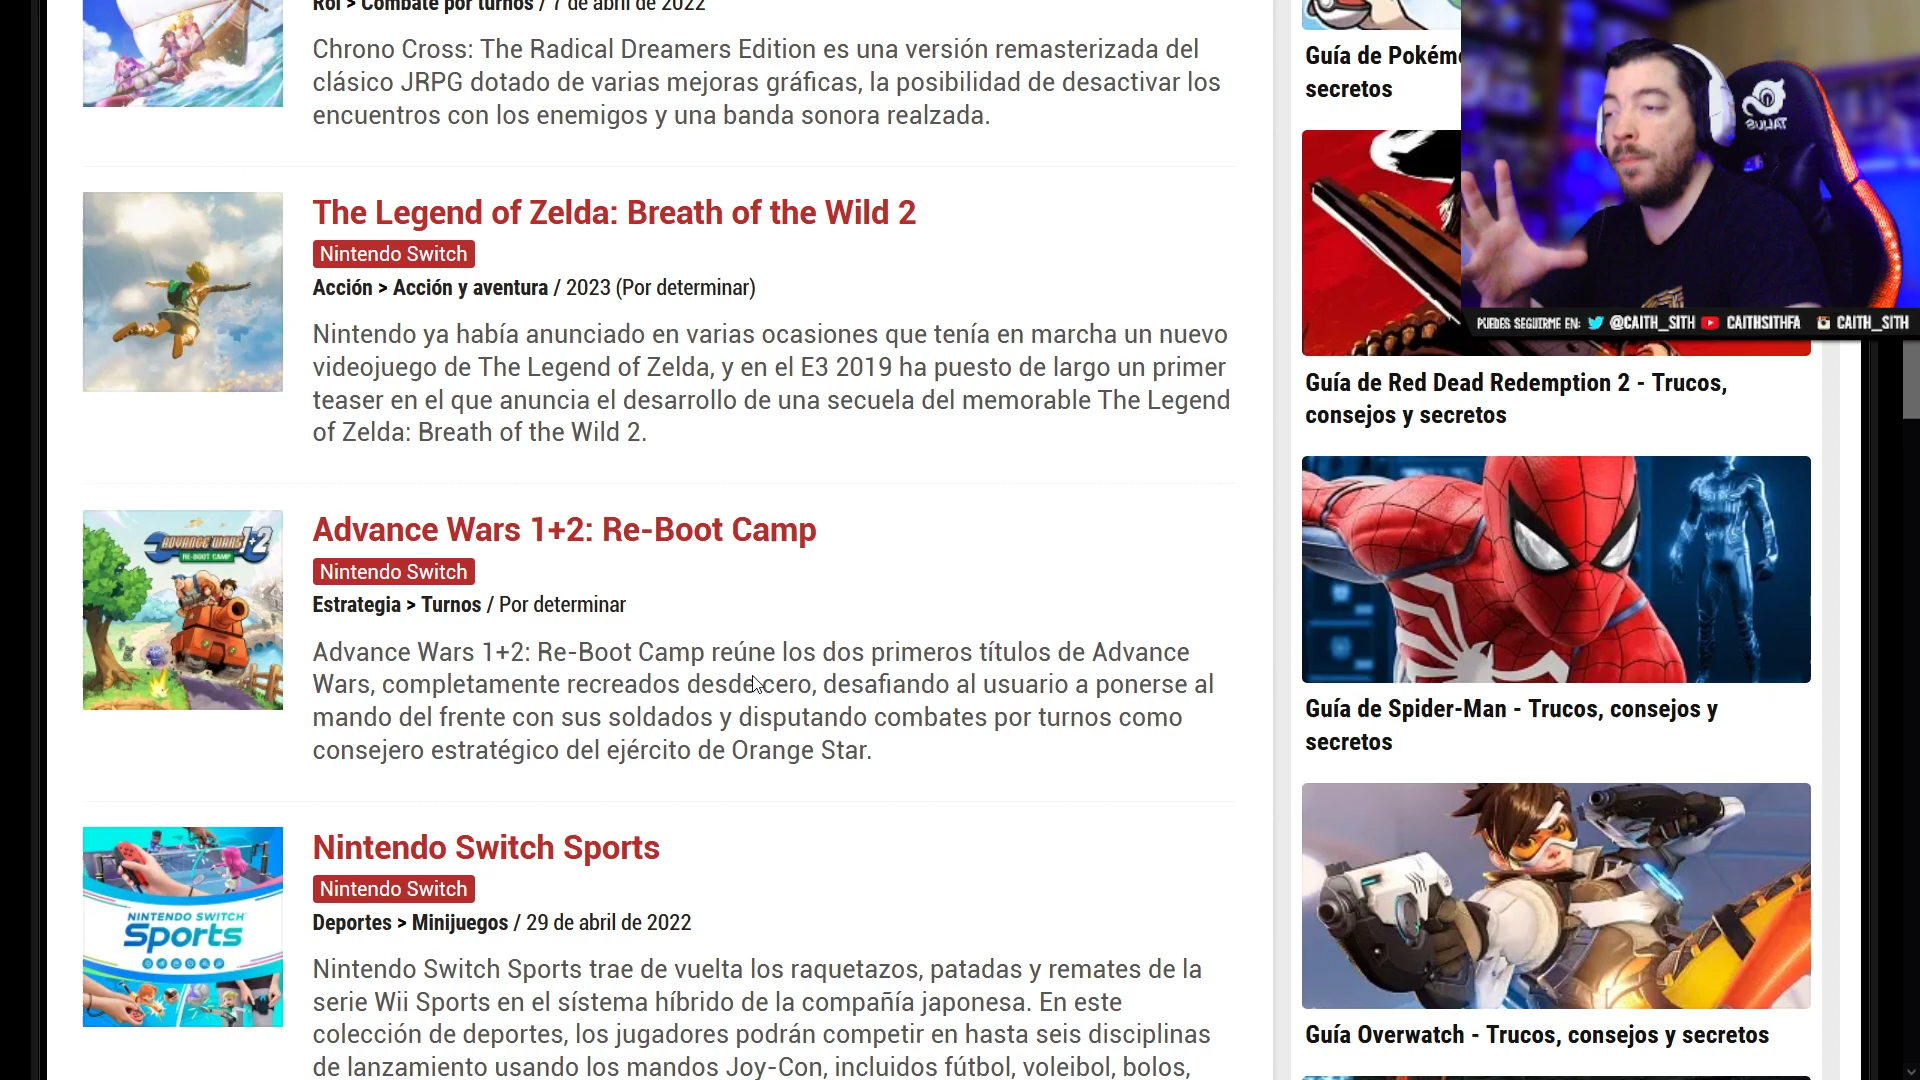 Rol > Combate por turnos / 7 de abril de 2022
Chrono Cross: The Radical Dreamers Edition es una versión remasterizada del
clásico JRPG dotado de varias mejoras gráficas, la posibilidad de desactivar los
encuentros con los enemigos y una banda sonora realzada.
The Legend of Zelda: Breath of the Wild 2
Nintendo Switch
Acción > Acción y aventura / 2023 (Por determinar)
Nintendo ya había anunciado en varias ocasiones que tenía en marcha un nuevo
videojuego de The Legend of Zelda, y en el E3 2019 ha puesto de largo un primer
teaser en el que anuncia el desarrollo de una secuela del memorable The Legend
of Zelda: Breath of the Wild 2.
ADVANCE WARS 1+2
RE-BOOT CAMP
Advance Wars 1+2: Re-Boot Camp
Nintendo Switch
Estrategia > Turnos / Por determinar
Advance Wars 1+2: Re-Boot Camp reúne los dos primeros títulos de Advance
Wars, completamente recreados desde cero, desafiando al usuario a ponerse al
mando del frente con sus soldados y disputando combates por turnos como
consejero estratégico del ejército de Orange Star.
NINTENDO SWITCH
Sports
Nintendo Switch Sports
Nintendo Switch
Deportes > Minijuegos / 29 de abril de 2022
Nintendo Switch Sports trae de vuelta los raquetazos, patadas y remates de la
serie Wii Sports en el sístema híbrido de la compañía japonesa. En este
colección de deportes, los jugadores podrán competir en hasta seis disciplinas
de lanzamiento usando los mandos Joy-Con, incluidos fútbol, voleibol, bolos,
Guía de Pokém
secretos
TALIUS
PUEDES SEGUIRME EN: @CAITH_SITH CAITHSITHFA CAITH_SITH
Guía de Red Dead Redemption 2 - Trucos,
consejos y secretos
Guía de Spider-Man - Trucos, consejos y
secretos
Guía Overwatch - Trucos, consejos y secretos